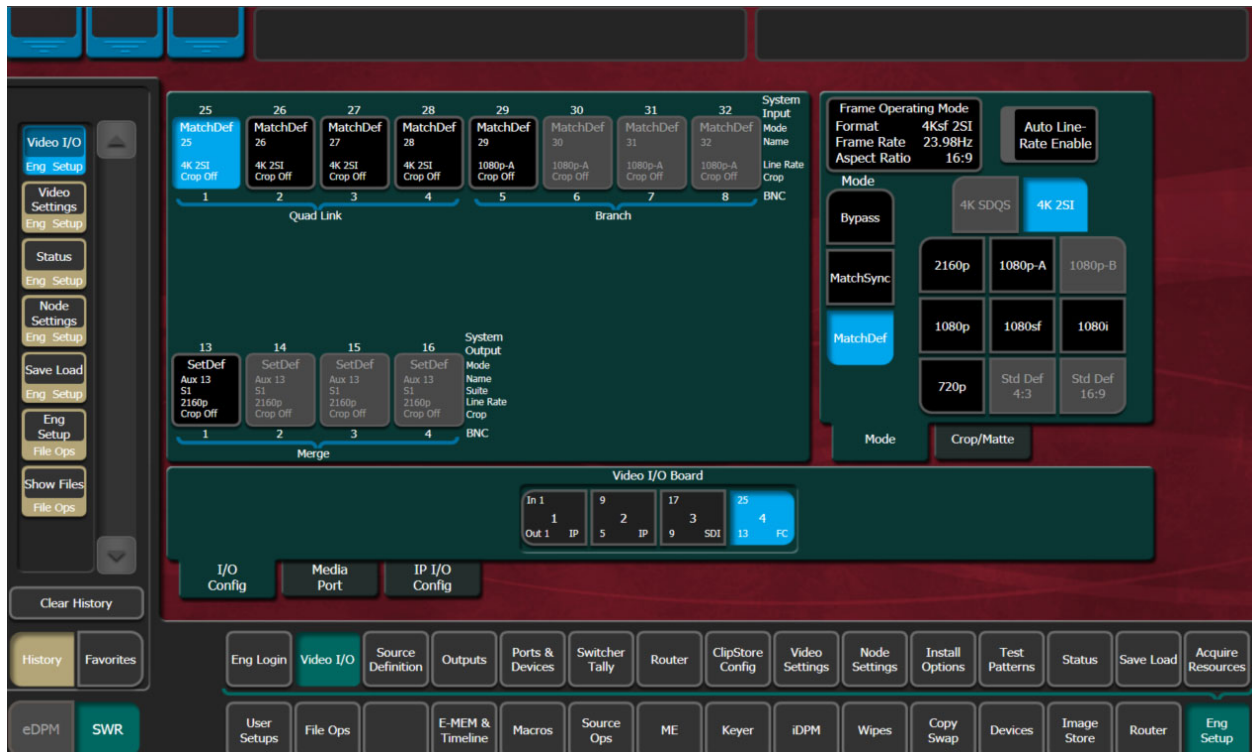 Video I/O
Eng Setup
Video
Settings
Eng Setup
Status
Eng Setup
Node
Settings
Eng Setup
Save Load
Eng Setup
Eng
Setup
File Ops
Show Files
File Ops
Clear History
History Favorites
eDPM SWR
25 26 27 28 29 30 31 32 System
Input
MatchDef MatchDef MatchDef MatchDef MatchDef MatchDef MatchDef MatchDef Mode
25 26 27 28 29 30 31 32 Name
4K 2SI 4K 2SI 4K 2SI 4K 2SI 1080p-A 1080p-A 1080p-A 1080p-A Line Rate
Crop Off Crop Off Crop Off Crop Off Crop Off Crop Off Crop Off Crop Off Crop
1 2 3 4 5 6 7 8 BNC
Quad Link Branch
13 14 15 16 System
Output
SetDef SetDef SetDef SetDef Mode
Aux 13 Aux 13 Aux 13 Aux 13 Name
S1 S1 S1 S1 Suite
2160p 2160p 2160p 2160p Line Rate
Crop Off Crop Off Crop Off Crop Off Crop
1 2 3 4 BNC
Merge
Frame Operating Mode
Format 4Ksf 2SI
Frame Rate 23.98Hz
Aspect Ratio 16:9
Auto Line-
Rate Enable
Mode
Bypass
MatchSync
MatchDef
4K SDQS 4K 2SI
2160p 1080p-A 1080p-B
1080p 1080sf 1080i
720p Std Def
4:3 Std Def
16:9
Mode Crop/Matte
Video I/O Board
In 1 9 17 25
1 2 3 4
Out 1 IP 5 IP 9 SDI 13 FC
I/O
Config
Media
Port
IP I/O
Config
Eng Login
Video I/O
Source
Definition
Outputs
Ports &
Devices
Switcher
Tally
Router
ClipStore
Config
Video
Settings
Node
Settings
Install
Options
Test
Patterns
Status
Save Load
Acquire
Resources
User
Setups
File Ops
E-MEM &
Timeline
Macros
Source
Ops
ME
Keyer
iDPM
Wipes
Copy
Swap
Devices
Image
Store
Router
Eng
Setup